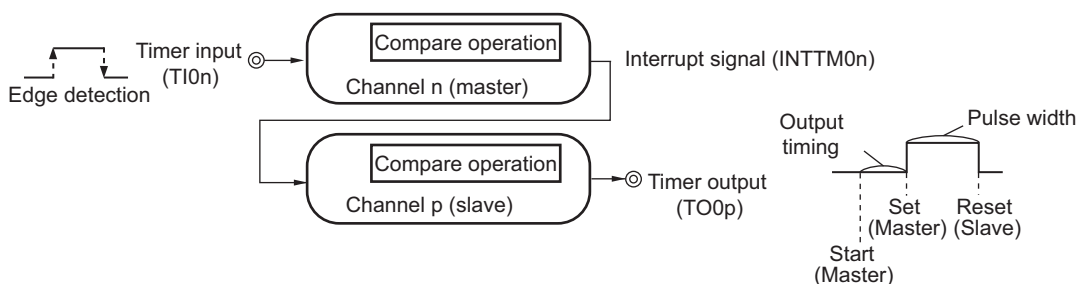 Compare operation
Timer input
(TI0n)
Interrupt signal (INTTM0n)
Edge detection
Channel n (master)
Compare operation
Channel p (slave)
Timer output
(TO0p)
Output
timing
Pulse width
Set
(Master)
Reset
(Slave)
Start
(Master)